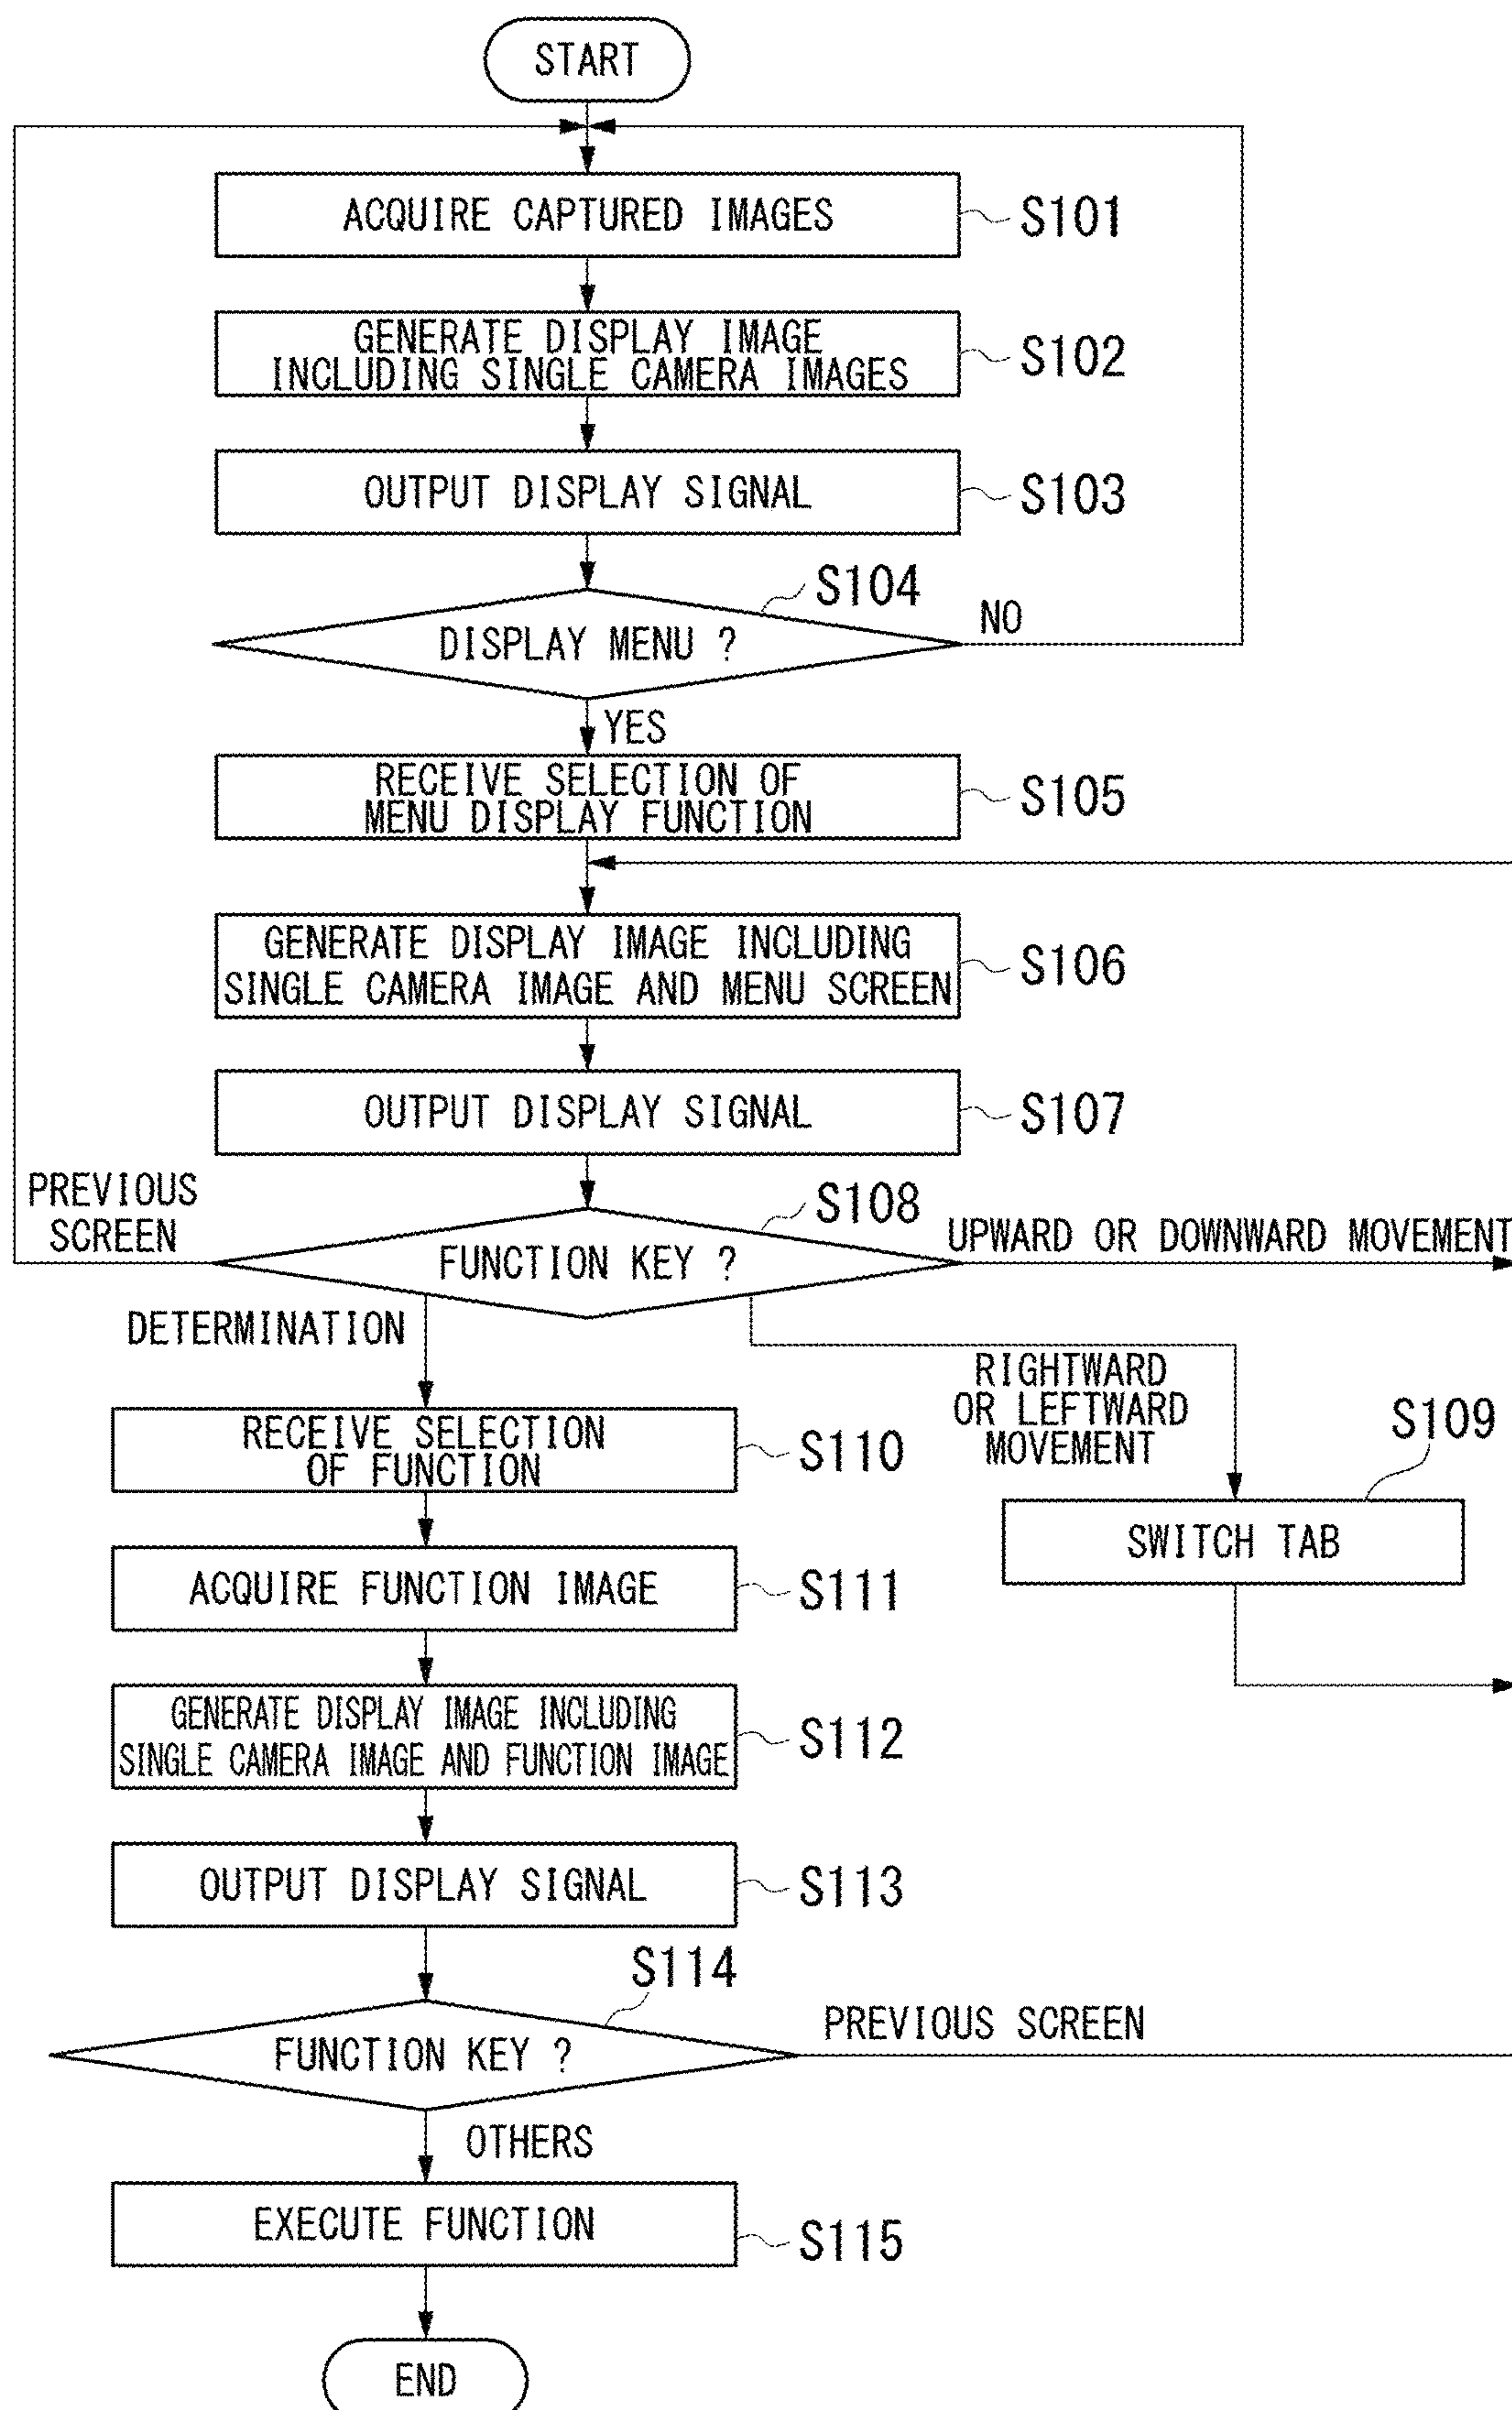 START
ACQUIRE CAPTURED IMAGES
S101
GENERATE DISPLAY IMAGE
INCLUDING SINGLE CAMERA IMAGES
S102
OUTPUT DISPLAY SIGNAL
S103
S104
DISPLAY MENU ?
NO
YES
RECEIVE SELECTION OF
MENU DISPLAY FUNCTION
S105
GENERATE DISPLAY IMAGE INCLUDING
SINGLE CAMERA IMAGE AND MENU SCREEN
S106
OUTPUT DISPLAY SIGNAL
S107
PREVIOUS
SCREEN
S108
FUNCTION KEY ?
UPWARD OR DOWNWARD MOVEMENT
DETERMINATION
RIGHTWARD
OR LEFTWARD
MOVEMENT
S109
SWITCH TAB
RECEIVE SELECTION
OF FUNCTION
S110
ACQUIRE FUNCTION IMAGE
S111
GENERATE DISPLAY IMAGE INCLUDING
SINGLE CAMERA IMAGE AND FUNCTION IMAGE
S112
OUTPUT DISPLAY SIGNAL
S113
S114
FUNCTION KEY ?
PREVIOUS SCREEN
OTHERS
EXECUTE FUNCTION
S115
END